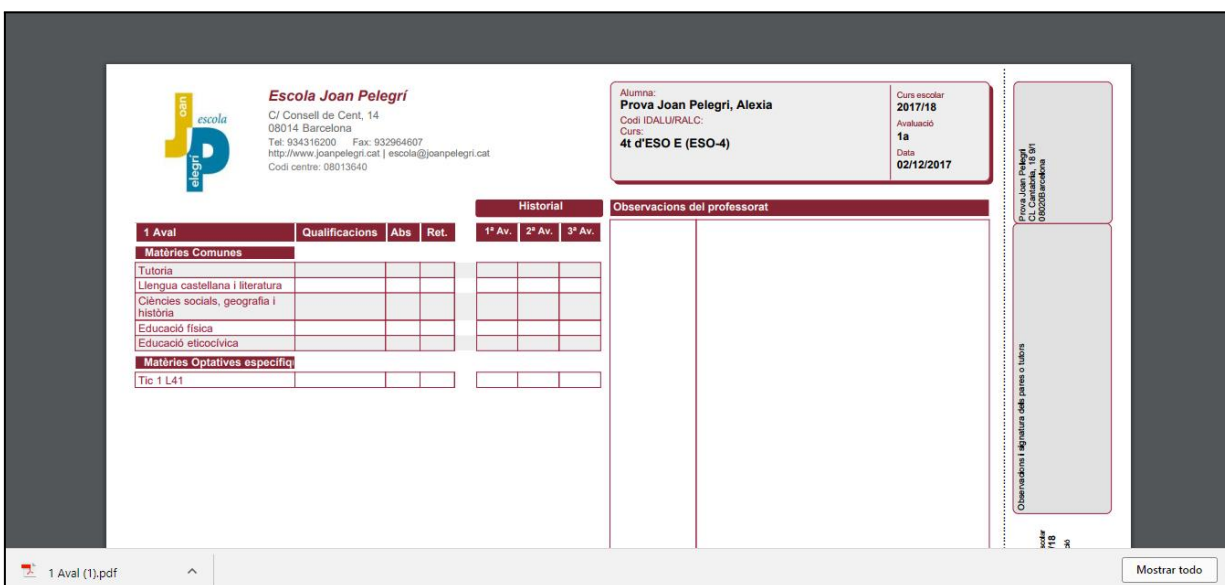 joan
escola
pelegrí
Escola Joan Pelegrí
C/ Consell de Cent, 14
08014 Barcelona
Tel: 934316200 Fax: 932964607
http://www.joanpelegri.cat | escola@joanpelegri.cat
Codi centre: 08013640
Alumna:
Prova Joan Pelegri, Alexia
Codi IDALU/RALC:
Curs:
4t d'ESO E (ESO-4)
Curs escolar
2017/18
Avaluació
1a
Data
02/12/2017
Historial
1 Aval Qualificacions Abs Ret. 1ª Av. 2ª Av. 3ª Av.
Matèries Comunes
Tutoria
Llengua castellana i literatura
Ciències socials, geografia i
història
Educació física
Educació eticocívica
Matèries Optatives específiq
Tic 1 L41
Observacions del professorat
Prova Joan Pelegri
CL Cantabria, 18 9/1
08020Barcelona
Observacions i signatura dels pares o tutors
1 Aval (1).pdf
Mostrar todo